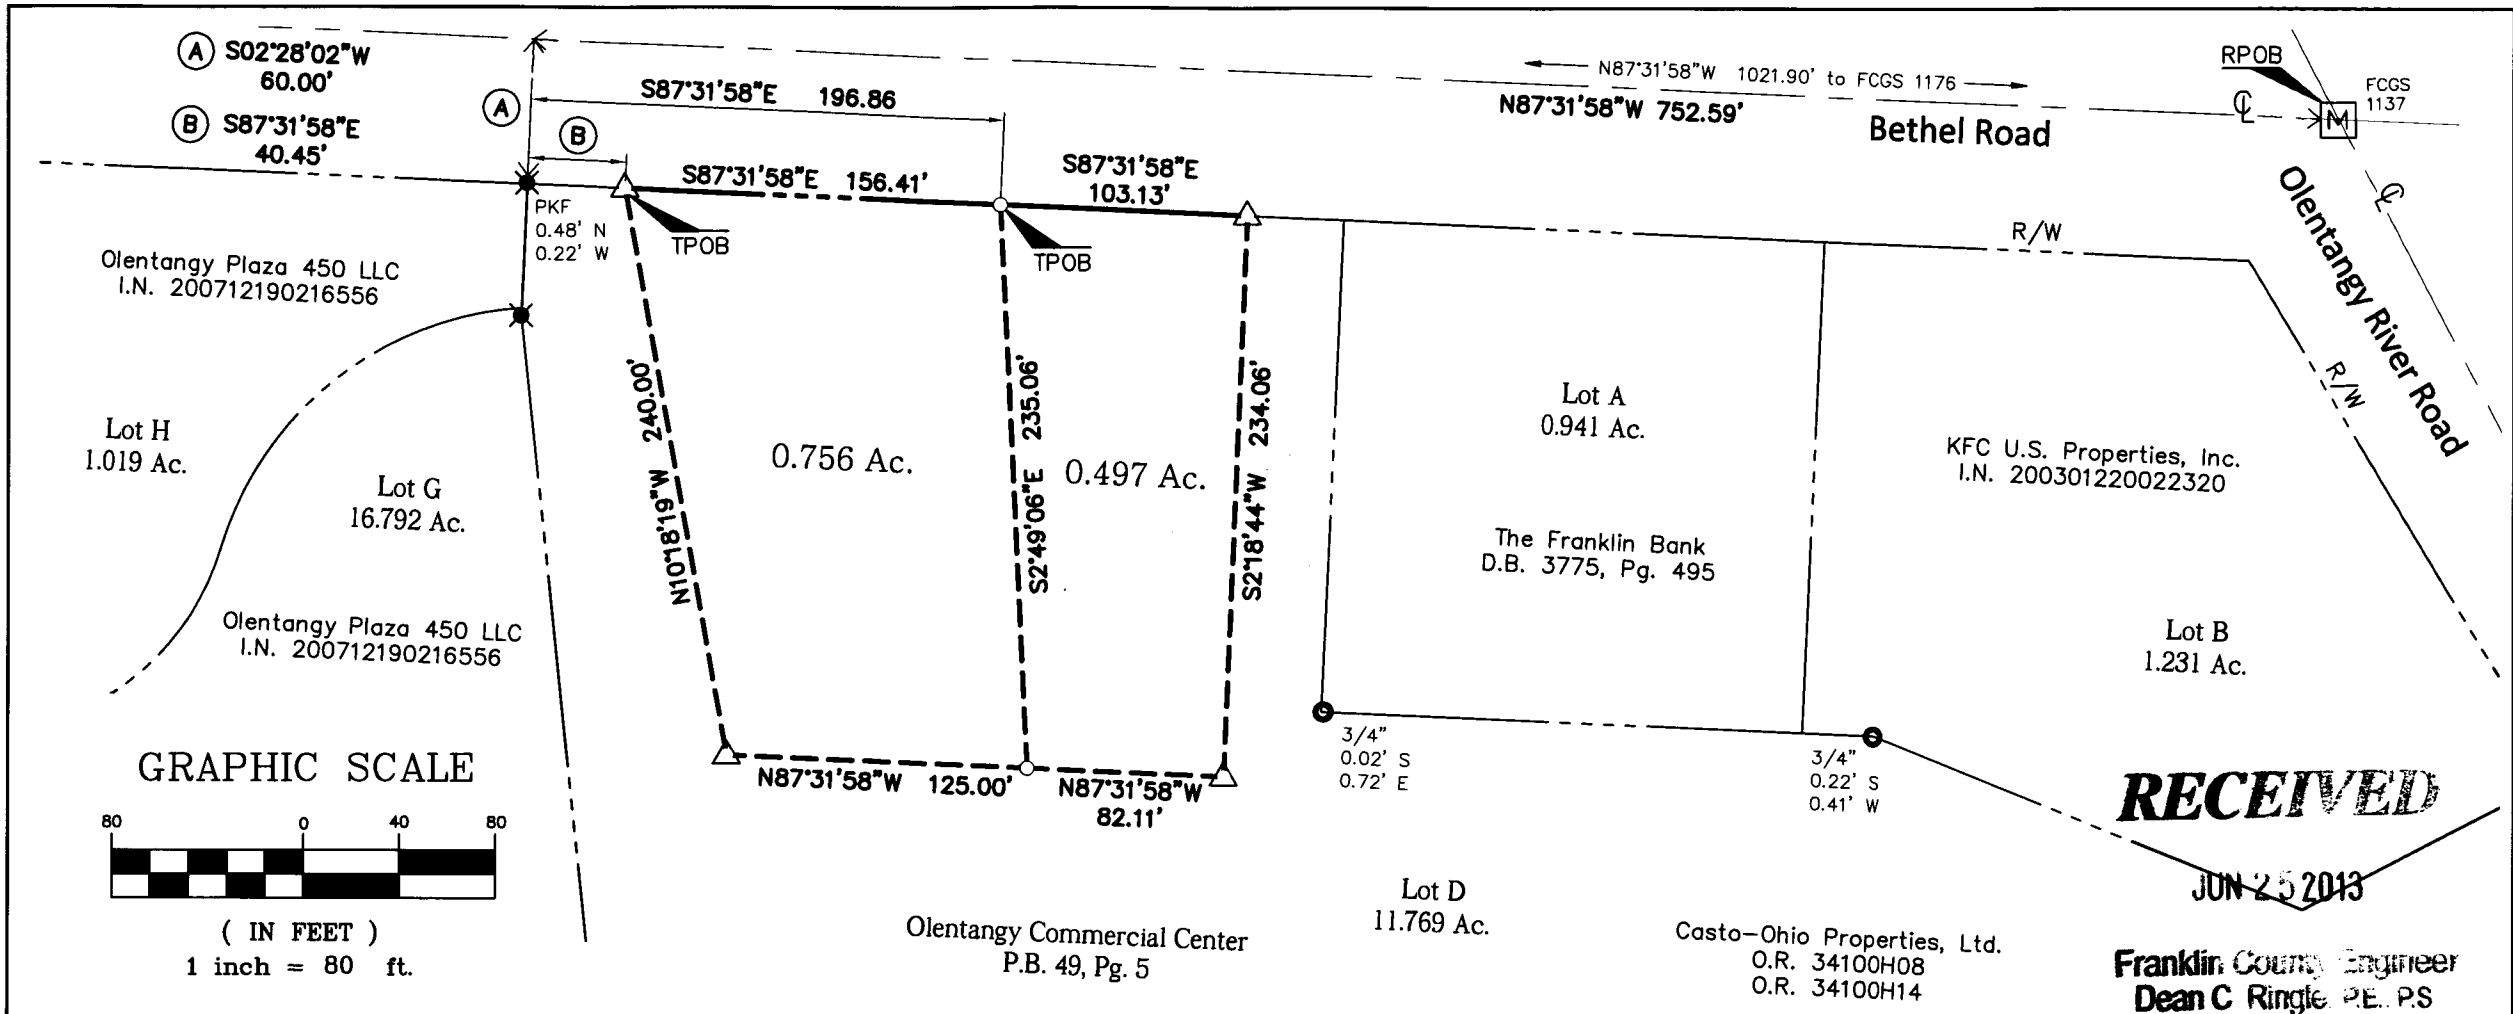 A S02°28'02"W
60.00'
B S87°31'58"E
40.45'
A
B
S87°31'58"E 196.86
N87°31'58"W 1021.90' to FCGS 1176
N87°31'58"W 752.59'
Bethel Road
RPOB
FCGS
1137
M
Olentangy River Road
S87°31'58"E 156.41'
S87°31'58"E
103.13'
PKF
0.48' N
0.22' W
TPOB
TPOB
R/W
R/W
Olentangy Plaza 450 LLC
I.N. 200712190216556
Lot H
1.019 Ac.
Lot G
16.792 Ac.
Olentangy Plaza 450 LLC
I.N. 200712190216556
N10°18'19"W 240.00'
0.756 Ac.
S2°49'06"E 235.06'
0.497 Ac.
S2°18'44"W 234.06'
Lot A
0.941 Ac.
The Franklin Bank
D.B. 3775, Pg. 495
KFC U.S. Properties, Inc.
I.N. 200301220022320
Lot B
1.231 Ac.
N87°31'58"W 125.00'
N87°31'58"W
82.11'
3/4"
0.02' S
0.72' E
3/4"
0.22' S
0.41' W
GRAPHIC SCALE
80 0 40 80
( IN FEET )
1 inch = 80 ft.
Olentangy Commercial Center
P.B. 49, Pg. 5
Lot D
11.769 Ac.
Casto-Ohio Properties, Ltd.
O.R. 34100H08
O.R. 34100H14
RECEIVED
JUN 25 2013
Franklin County Engineer
Dean C Ringle P.E. P.S